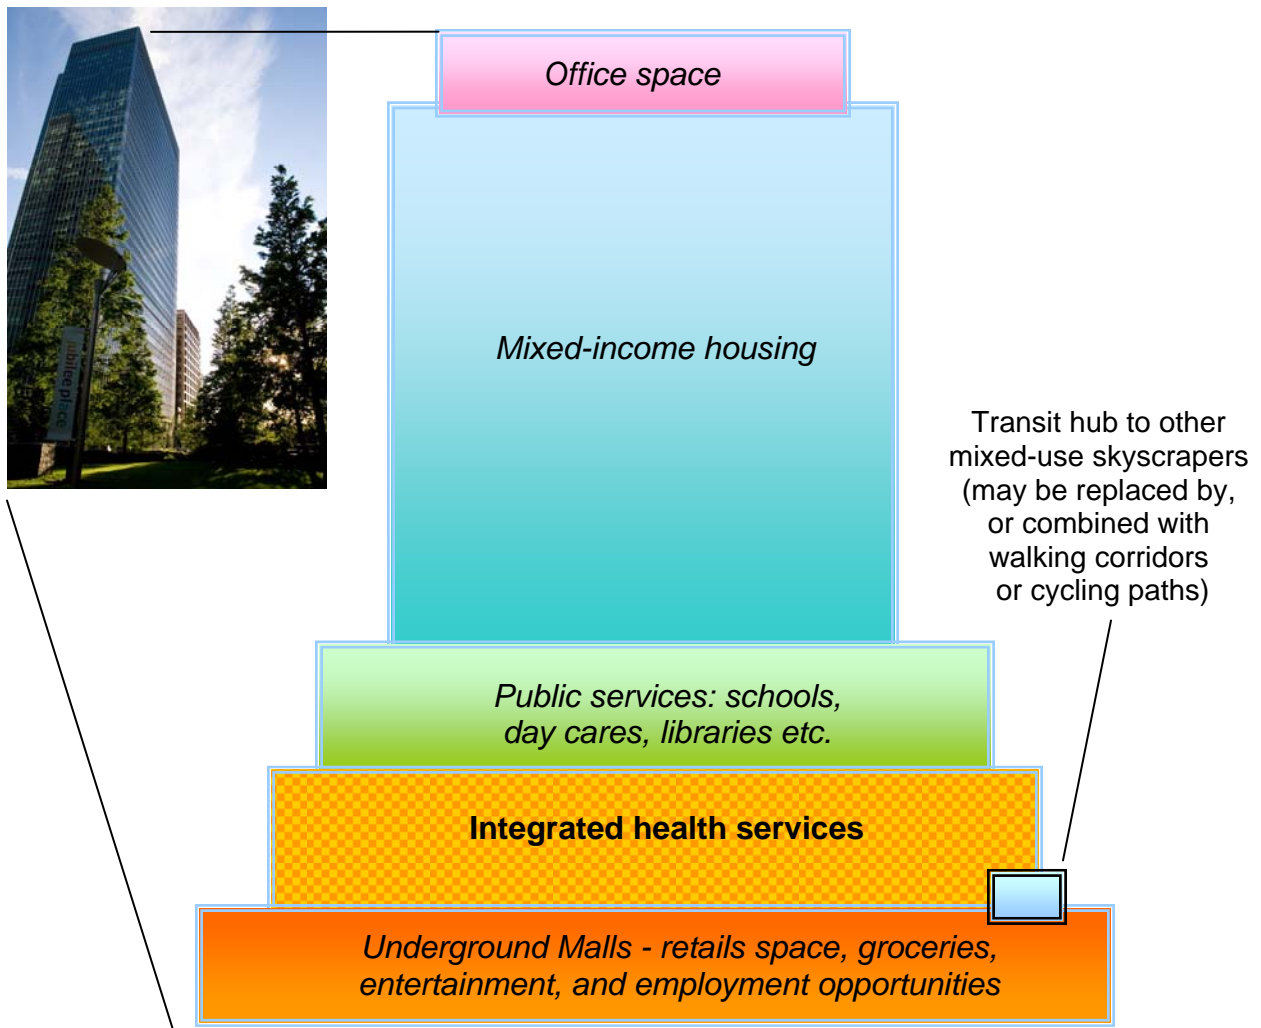 Office space
Mixed-income housing
Transit hub to other
mixed-use skyscrapers
(may be replaced by,
or combined with
walking corridors
or cycling paths)
jubilee place
Public services: schools,
day cares, libraries etc.
Integrated health services
Underground Malls - retails space, groceries,
entertainment, and employment opportunities